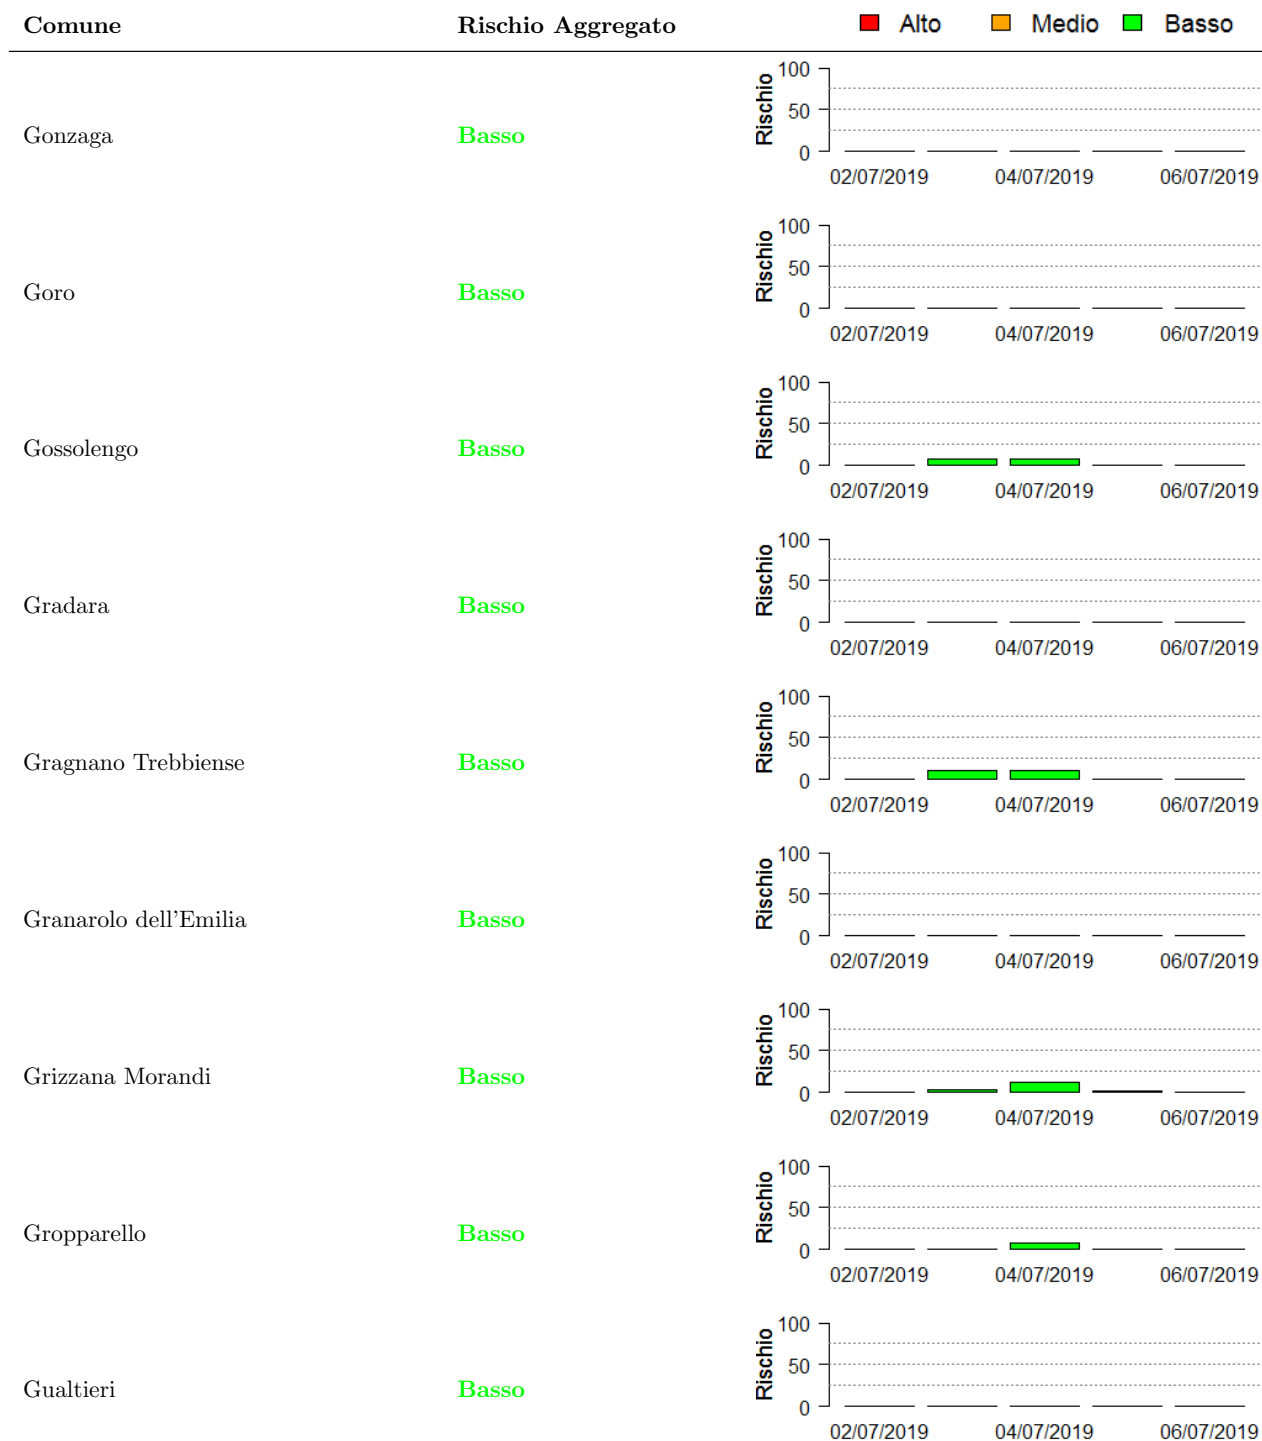 Comune Rischio Aggregato Alto Medio Basso
100
50
0
Rischio
Gonzaga Basso
02/07/2019 04/07/2019 06/07/2019
100
50
0
Rischio
Goro Basso
02/07/2019 04/07/2019 06/07/2019
100
50
0
Rischio
Gossolengo Basso
02/07/2019 04/07/2019 06/07/2019
100
50
0
Rischio
Gradara Basso
02/07/2019 04/07/2019 06/07/2019
100
50
0
Rischio
Gragnano Trebbiense Basso
02/07/2019 04/07/2019 06/07/2019
100
50
0
Rischio
Granarolo dell'Emilia Basso
02/07/2019 04/07/2019 06/07/2019
100
50
0
Rischio
Grizzana Morandi Basso
02/07/2019 04/07/2019 06/07/2019
100
50
0
Rischio
Gropparello Basso
02/07/2019 04/07/2019 06/07/2019
100
50
0
Rischio
Gualtieri Basso
02/07/2019 04/07/2019 06/07/2019